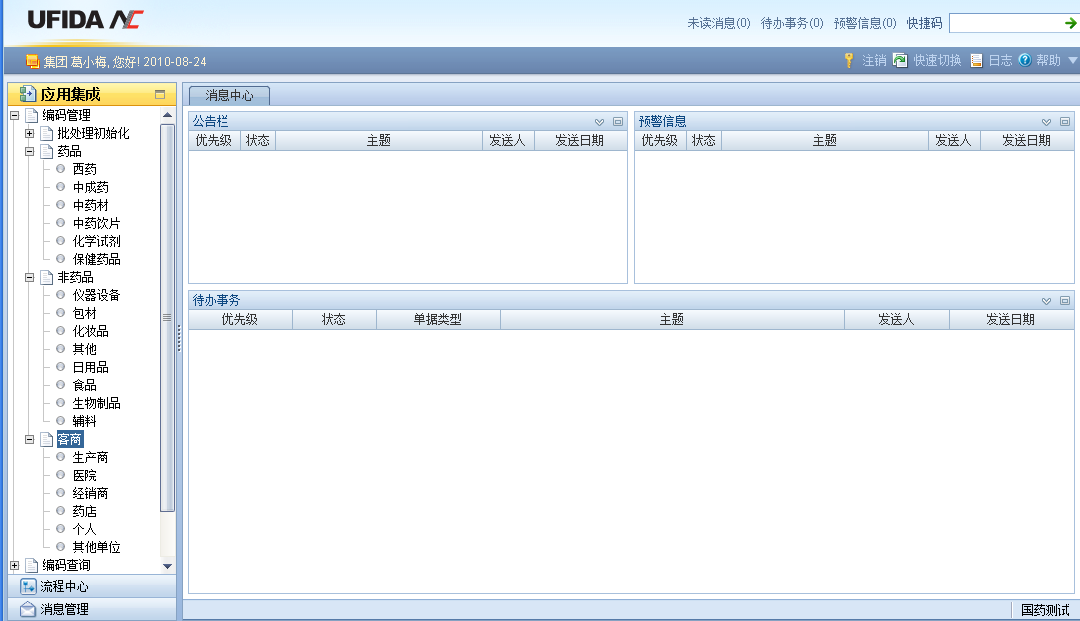 UFIDA NC
未读消息(0) 待办事务(0) 预警信息(0) 快捷码
集团 葛小梅, 您好! 2010-08-24
注销 快速切换 日志 帮助
应用集成
编码管理
批处理初始化
药品
西药
中成药
中药材
中药饮片
化学试剂
保健药品
非药品
仪器设备
包材
化妆品
其他
日用品
食品
生物制品
辅料
客商
生产商
医院
经销商
药店
个人
其他单位
编码查询
流程中心
消息管理
消息中心
公告栏
优先级 状态 主题 发送人 发送日期
预警信息
优先级 状态 主题 发送人 发送日期
待办事务
优先级 状态 单据类型 主题 发送人 发送日期
国药测试